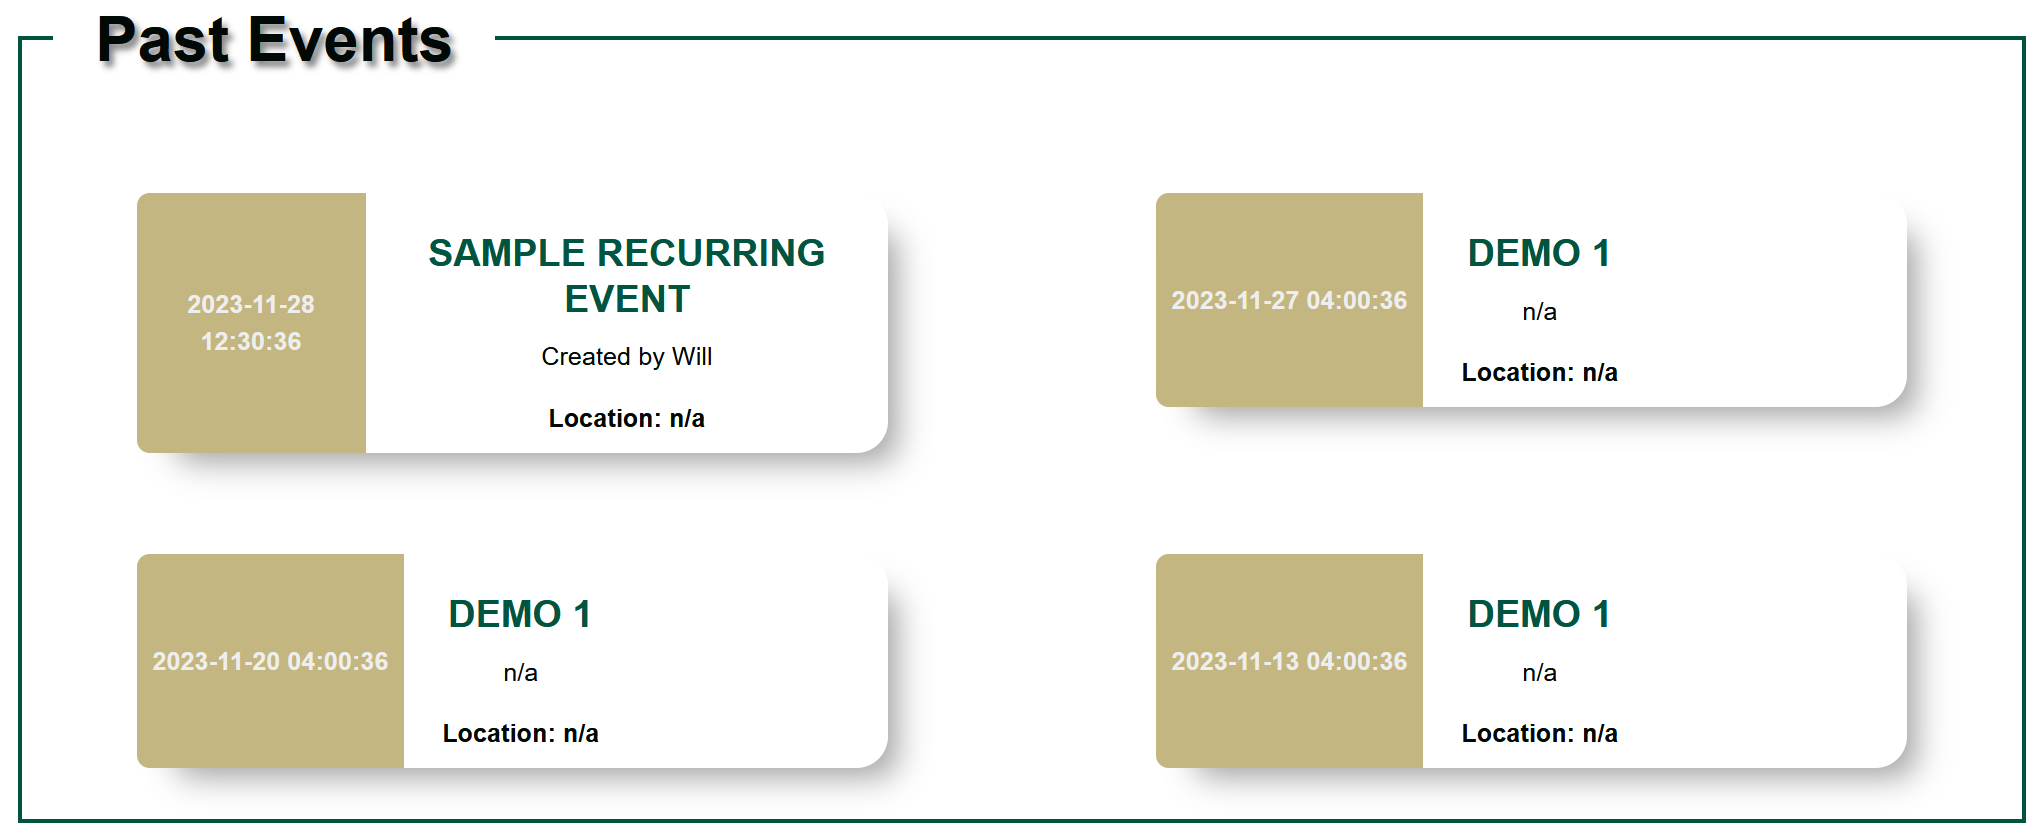 Past Events
2023-11-28
12:30:36
SAMPLE RECURRING
EVENT
Created by Will
Location: n/a
2023-11-27 04:00:36
DEMO 1
n/a
Location: n/a
2023-11-20 04:00:36
DEMO 1
n/a
Location: n/a
2023-11-13 04:00:36
DEMO 1
n/a
Location: n/a